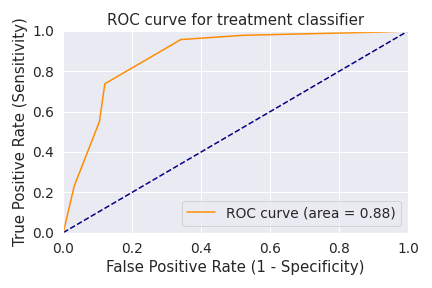 ROC curve for treatment classifier
True Positive Rate (Sensitivity)
1.0
0.8
0.6
0.4
0.2
0.0
ROC curve (area = 0.88)
0.0 0.2 0.4 0.6 0.8 1.0
False Positive Rate (1 - Specificity)